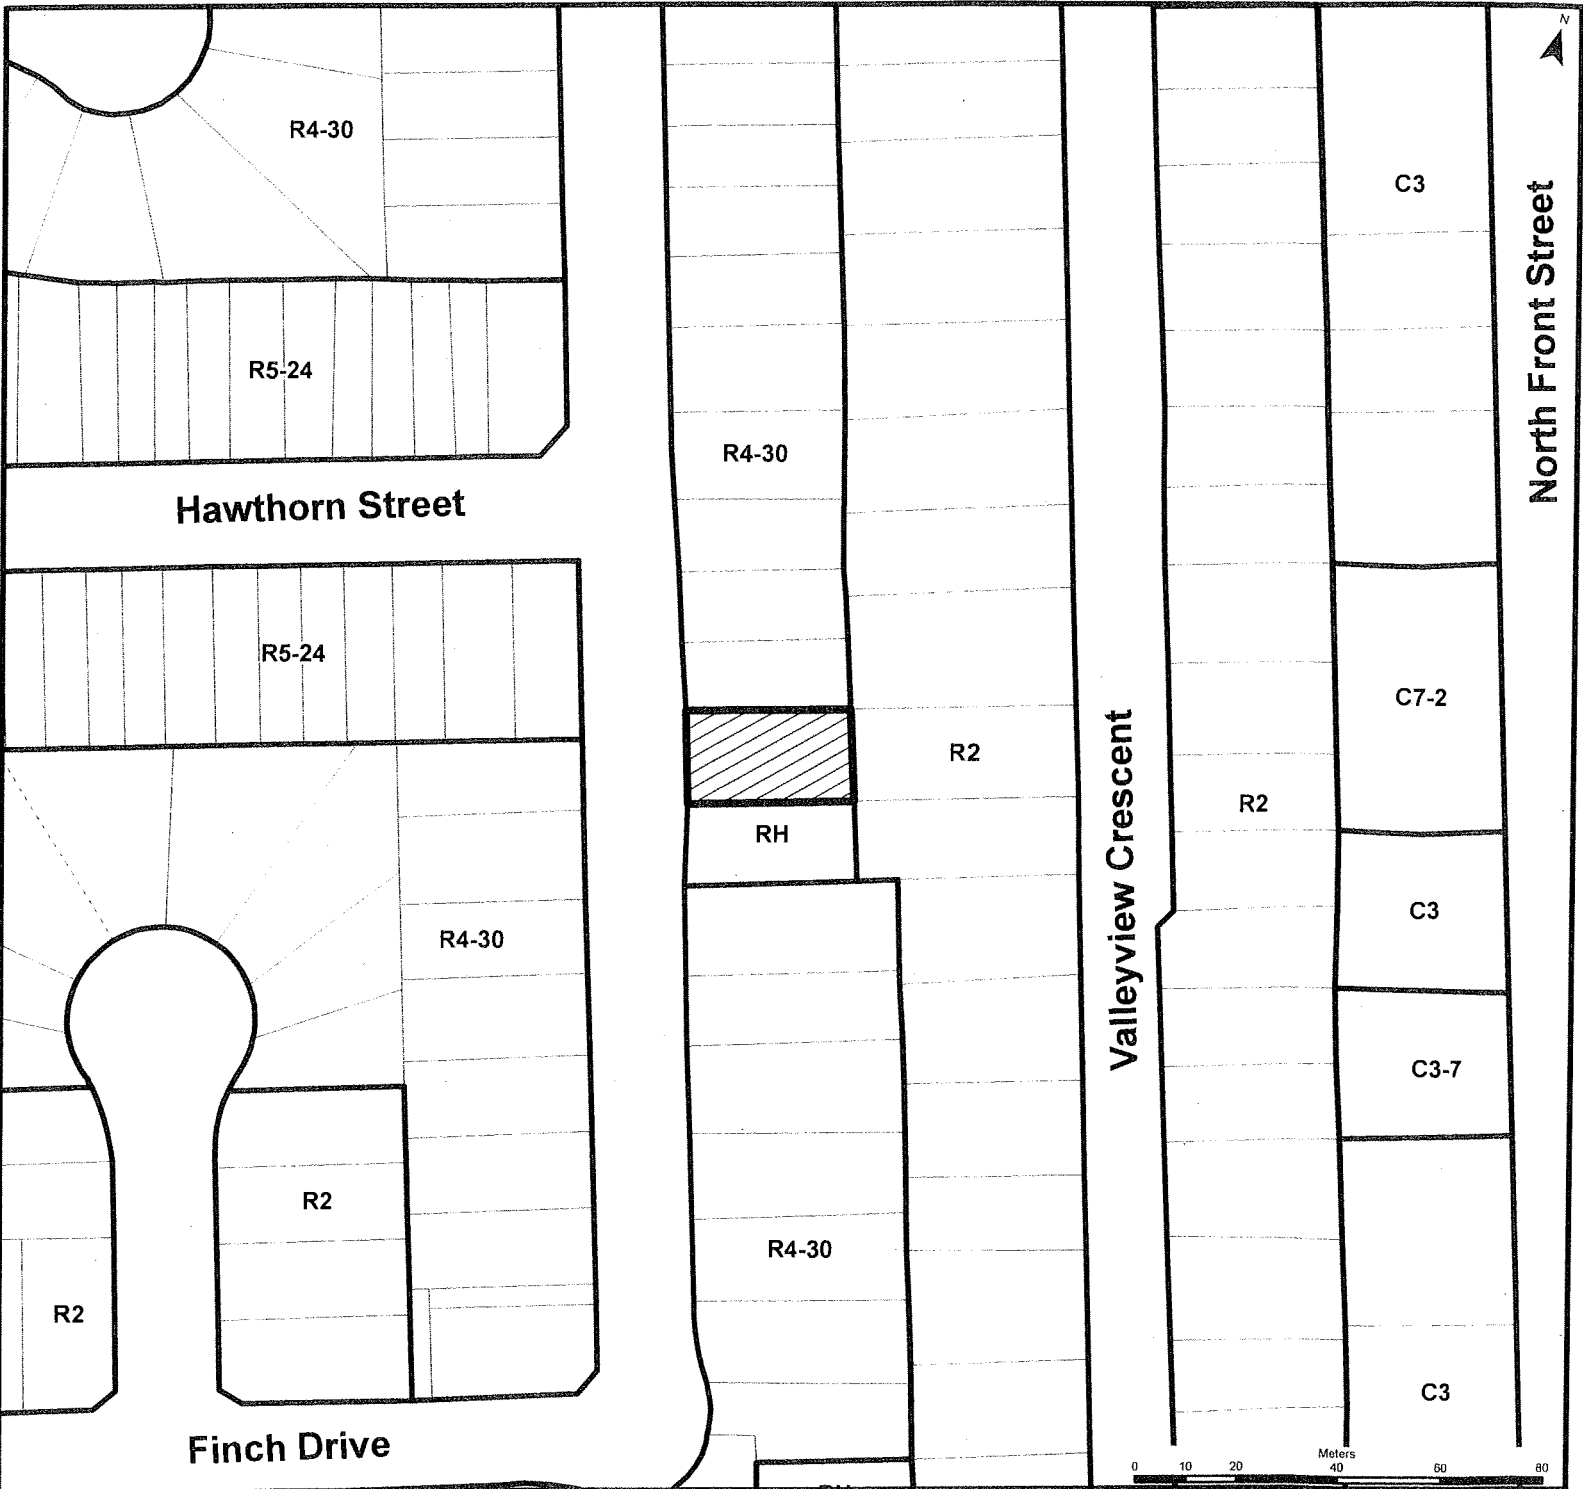 N
R4-30
C3
North Front Street
R5-24
R4-30
Hawthorn Street
R5-24
C7-2
R2
R2
Valleyview Crescent
RH
C3
R4-30
C3-7
R2
R4-30
R2
C3
Finch Drive
Meters
0 10 20 40 60 80